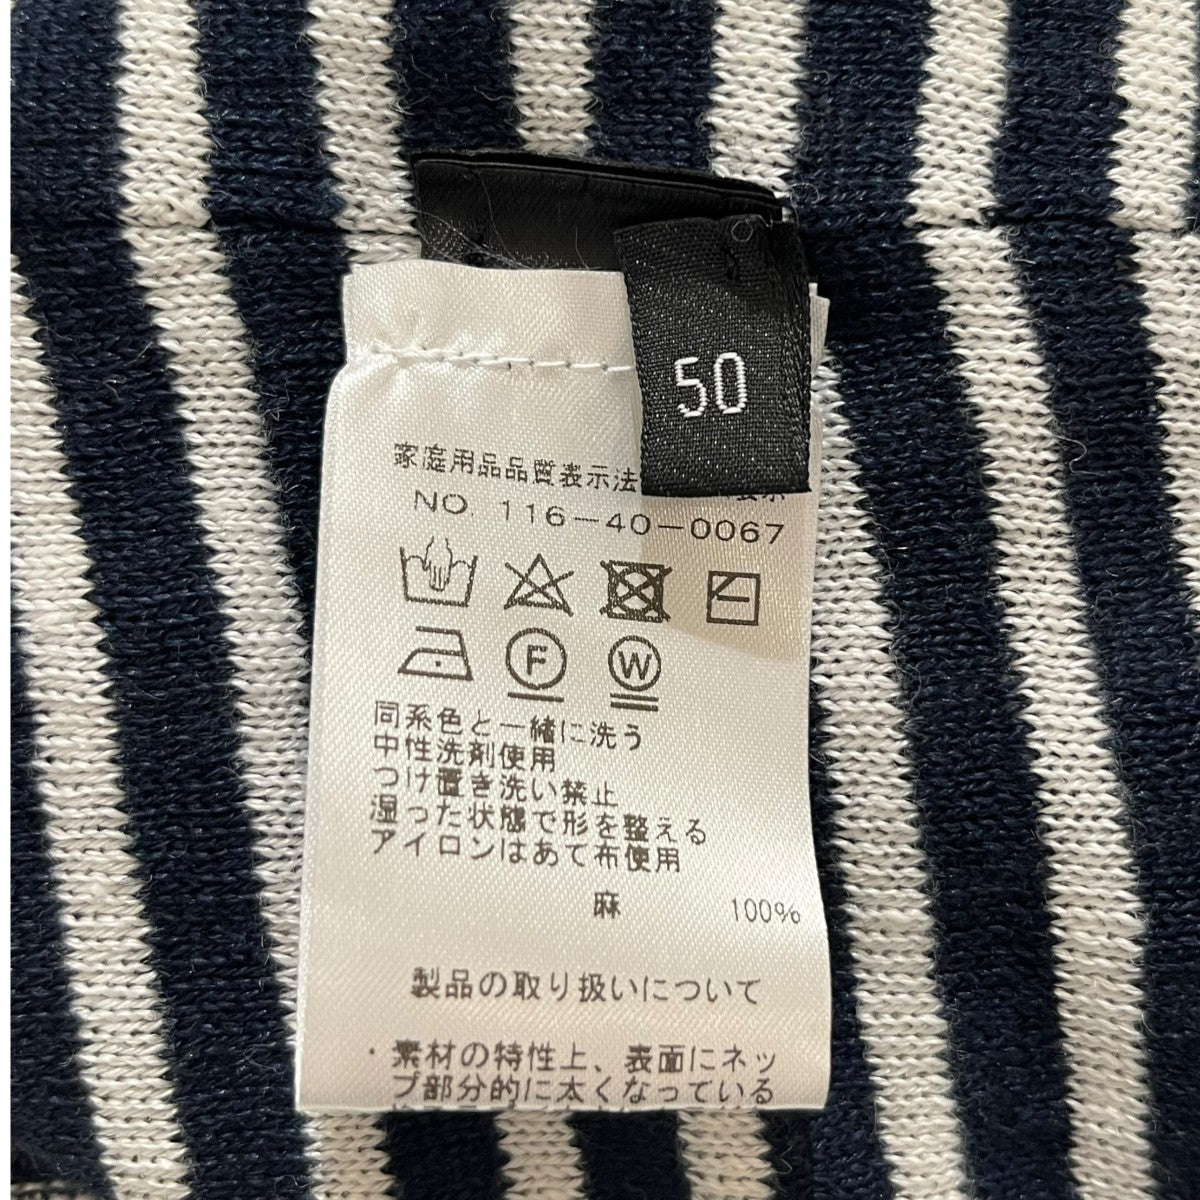 50
家庭用品品質表示法
NO 116-40-0067
F
W
同系色と一緒に洗う
中性洗剤使用
つけ置き洗い禁止
湿った状態で形を整える
アイロンはあて布使用
麻 100%
製品の取り扱いについて
・素材の特性上、表面にネッ
プ部分的に太くなっている